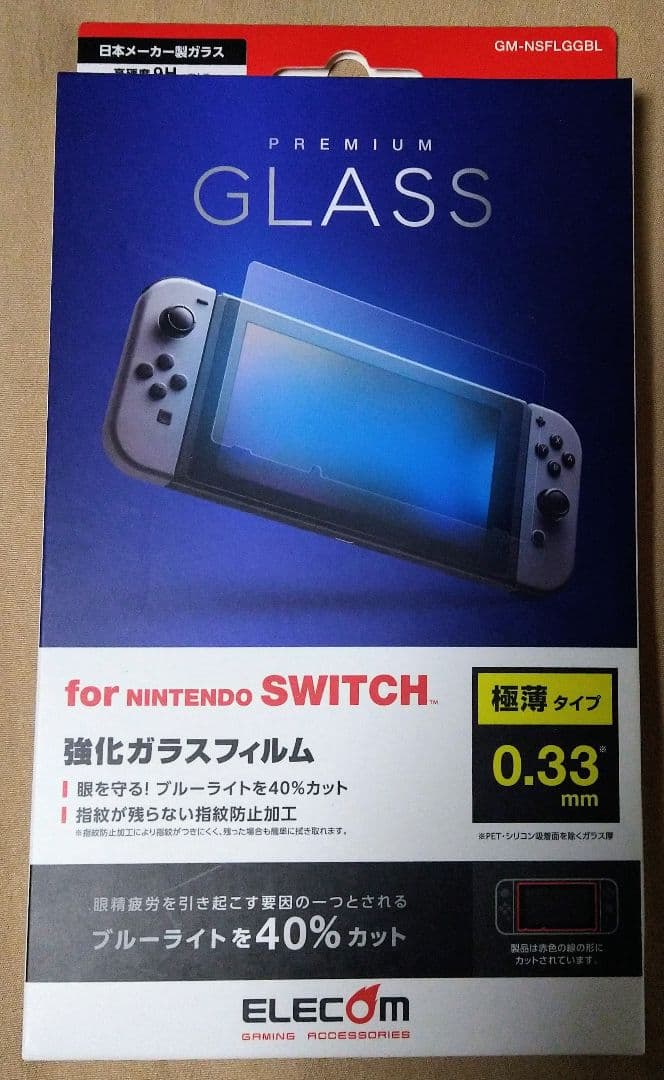 日本メーカー製ガラス
GM-NSFLGGBL
9H
PREMIUM
GLASS
for NINTENDO SWITCH™
強化ガラスフィルム
眼を守る! ブルーライトを40%カット
指紋が残らない指紋防止加工
※指紋防止加工により指紋がつきにくく、残った場合も簡単に拭き取れます。
極薄タイプ
0.33※
mm
※PET・シリコン吸着面を除くガラス厚
眼精疲労を引き起こす要因の一つとされる
ブルーライトを40%カット
製品は赤色の線の形に
カットされています。
ELECOM
GAMING ACCESSORIES